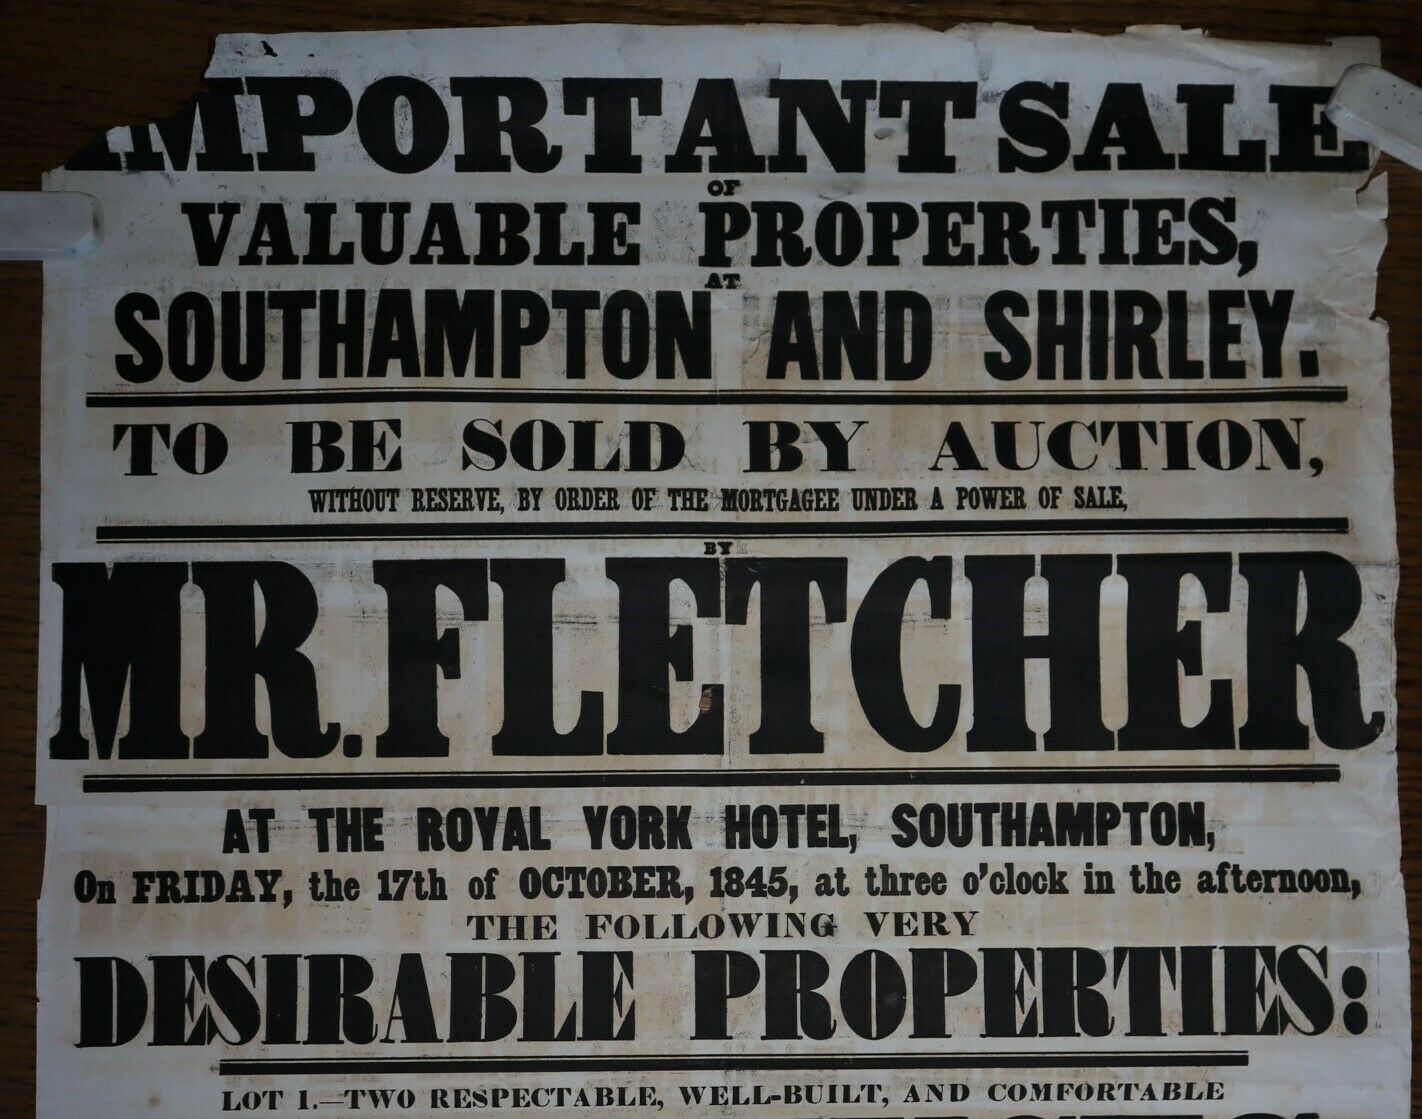 IMPORTANT SALE
OF
VALUABLE PROPERTIES,
AT
SOUTHAMPTON AND SHIRLEY.
TO BE SOLD BY AUCTION,
WITHOUT RESERVE, BY ORDER OF THE MORTGAGEE UNDER A POWER OF SALE,
BY
MR. FLETCHER
AT THE ROYAL YORK HOTEL, SOUTHAMPTON,
On FRIDAY, the 17th of OCTOBER, 1845, at three o'clock in the afternoon,
THE FOLLOWING VERY
DESIRABLE PROPERTIES:
LOT 1.—TWO RESPECTABLE, WELL-BUILT, AND COMFORTABLE